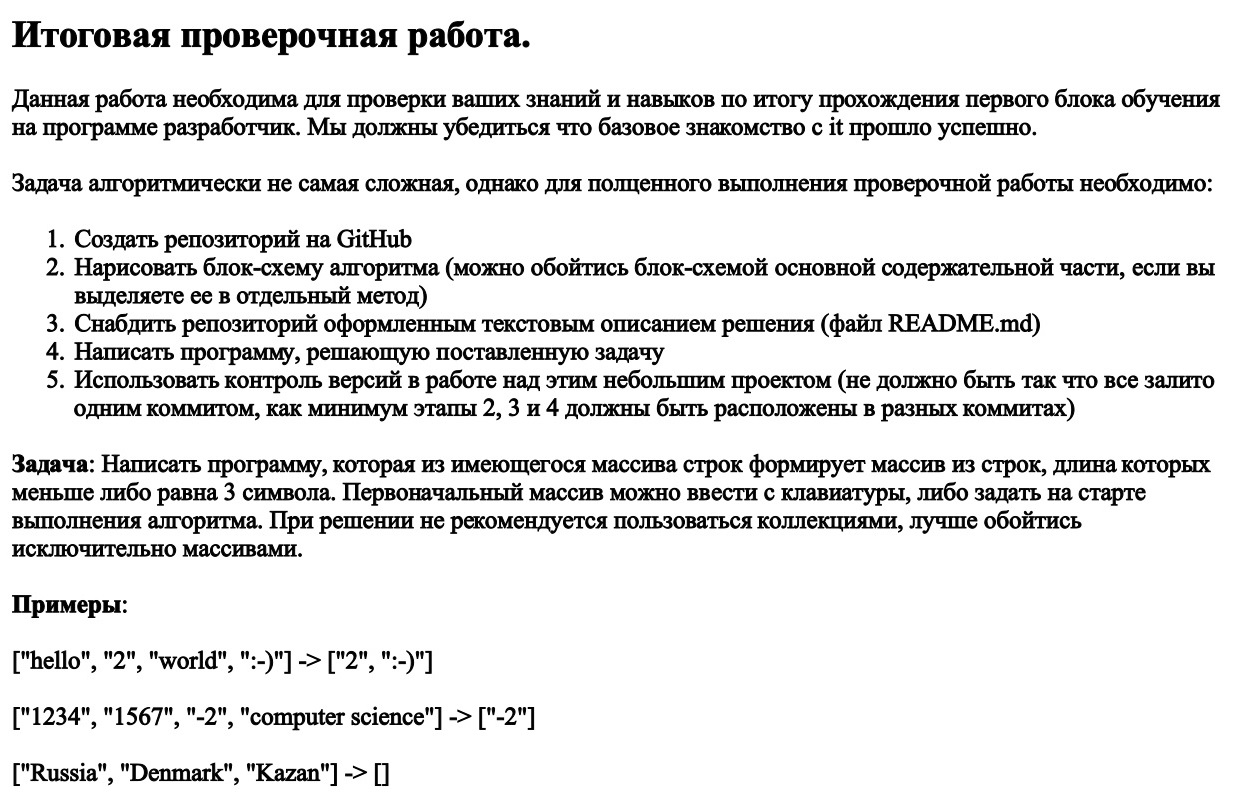 Итоговая проверочная работа.
Данная работа необходима для проверки ваших знаний и навыков по итогу прохождения первого блока обучения
на программе разработчик. Мы должны убедиться что базовое знакомство с it прошло успешно.
Задача алгоритмически не самая сложная, однако для полценного выполнения проверочной работы необходимо:
1. Создать репозиторий на GitHub
2. Нарисовать блок-схему алгоритма (можно обойтись блок-схемой основной содержательной части, если вы
выделяете ее в отдельный метод)
3. Снабдить репозиторий оформленным текстовым описанием решения (файл README.md)
4. Написать программу, решающую поставленную задачу
5. Использовать контроль версий в работе над этим небольшим проектом (не должно быть так что все залито
одним коммитом, как минимум этапы 2, 3 и 4 должны быть расположены в разных коммитах)
Задача: Написать программу, которая из имеющегося массива строк формирует массив из строк, длина которых
меньше либо равна 3 символа. Первоначальный массив можно ввести с клавиатуры, либо задать на старте
выполнения алгоритма. При решении не рекомендуется пользоваться коллекциями, лучше обойтись
исключительно массивами.
Примеры:
["hello", "2", "world", ":-)"] -> ["2", ":-)"]
["1234", "1567", "-2", "computer science"] -> ["-2"]
["Russia", "Denmark", "Kazan"] -> []